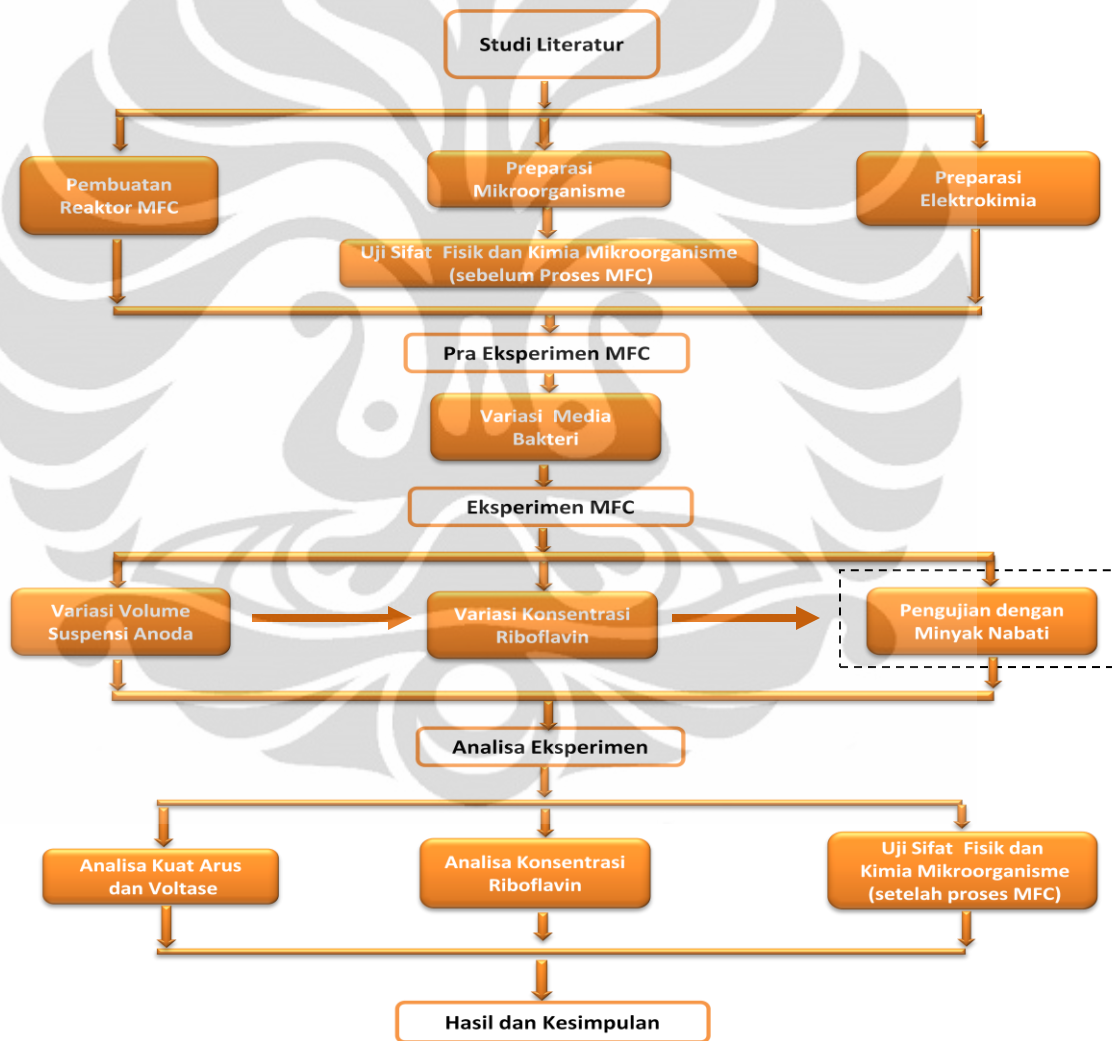 Studi Literatur
Pembuatan
Reaktor MFC
Preparasi
Mikroorganisme
Preparasi
Elektrokimia
Uji Sifat Fisik dan Kimia Mikroorganisme
(sebelum Proses MFC)
Pra Eksperimen MFC
Variasi Media
Bakteri
Eksperimen MFC
Variasi Volume
Suspensi Anoda
Variasi Konsentrasi
Riboflavin
Pengujian dengan
Minyak Nabati
Analisa Eksperimen
Analisa Kuat Arus
dan Voltase
Analisa Konsentrasi
Riboflavin
Uji Sifat Fisik dan
Kimia Mikroorganisme
(setelah proses MFC)
Hasil dan Kesimpulan